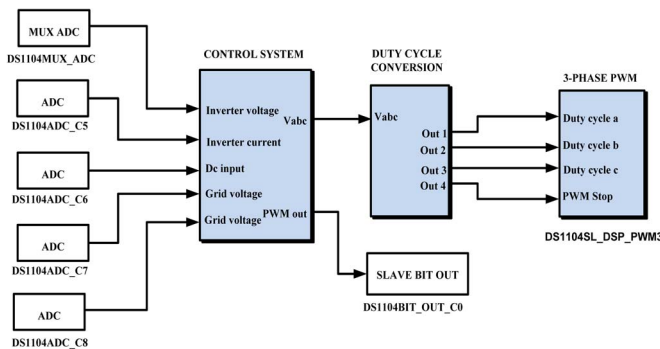 MUX ADC
DS1104MUX_ADC
ADC
DS1104ADC_C5
ADC
DS1104ADC_C6
ADC
DS1104ADC_C7
ADC
DS1104ADC_C8
CONTROL SYSTEM
Inverter voltage
Vabc
Inverter current
Dc input
Grid voltage
Grid voltage
PWM out
DUTY CYCLE
CONVERSION
Vabc
Out 1
Out 2
Out 3
Out 4
SLAVE BIT OUT
DS1104BIT_OUT_C0
3-PHASE PWM
Duty cycle a
Duty cycle b
Duty cycle c
PWM Stop
DS1104SL_DSP_PWM3